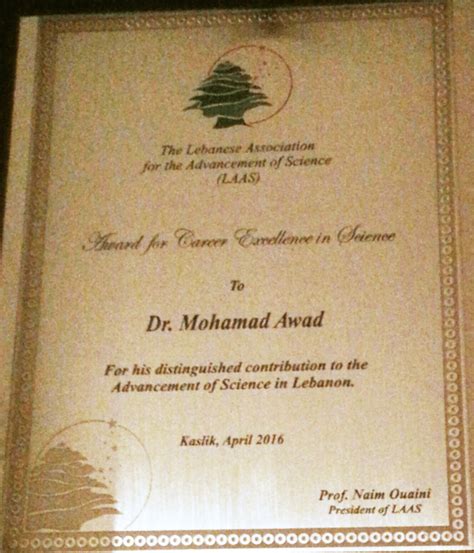 The Lebanese Association
for the Advancement of Science
(LAAS)
Award for Career Excellence in Science
To
Dr. Mohamad Awad
For his distinguished contribution to the
Advancement of Science in Lebanon.
Kaslik, April 2016
Prof. Naim Ouaini
President of LAAS